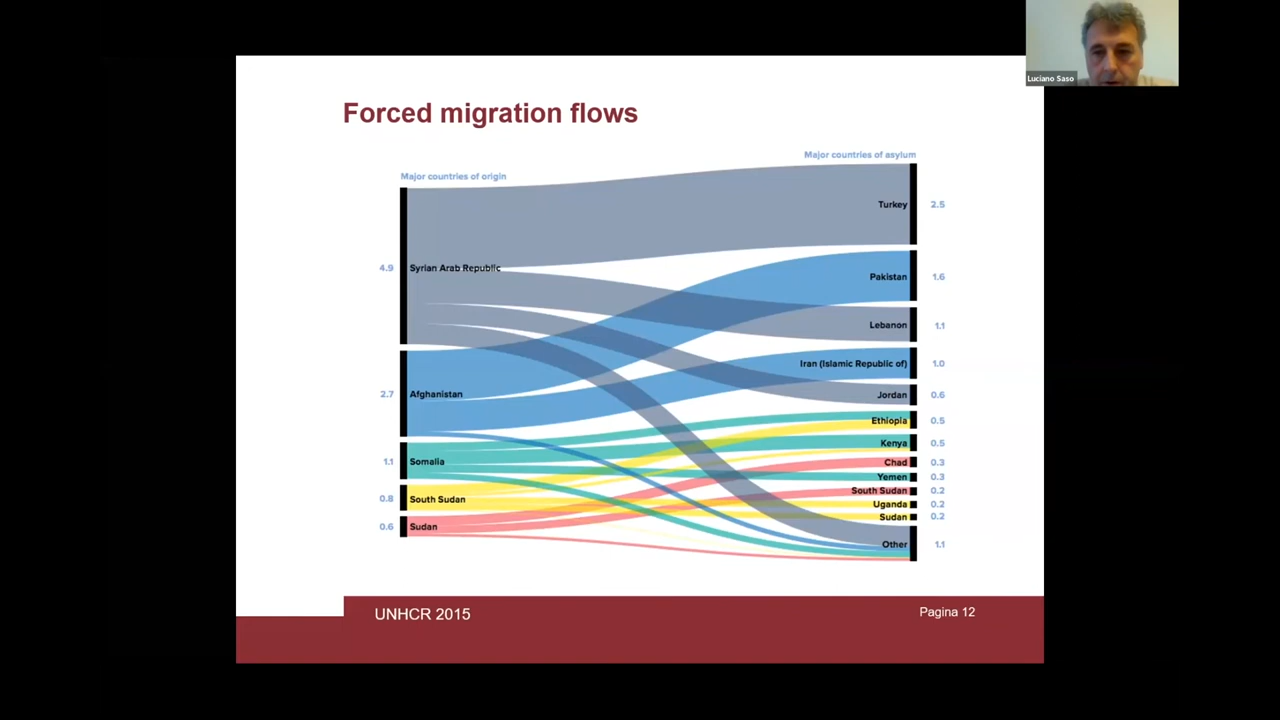 Luciano Saso
Forced migration flows
Major countries of origin
Major countries of asylum
4.9 Syrian Arab Republic
2.7 Afghanistan
1.1 Somalia
0.8 South Sudan
0.6 Sudan
Turkey 2.5
Pakistan 1.6
Lebanon 1.1
Iran (Islamic Republic of) 1.0
Jordan 0.6
Ethiopia 0.5
Kenya 0.5
Chad 0.3
Yemen 0.3
South Sudan 0.2
Uganda 0.2
Sudan 0.2
Other 1.1
UNHCR 2015
Pagina 12